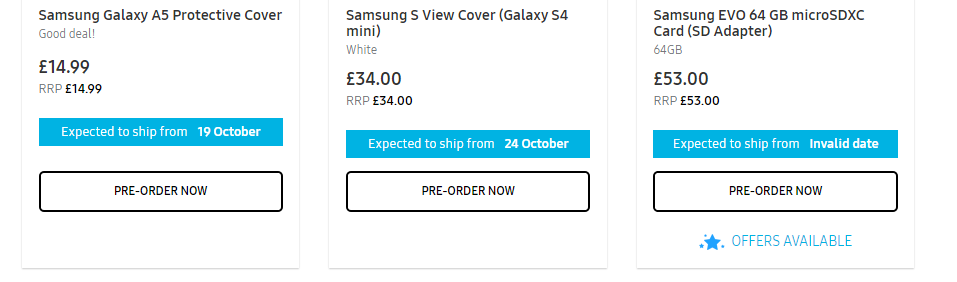 Samsung Galaxy A5 Protective Cover
Good deal!
£14.99
RRP £14.99
Expected to ship from 19 October
PRE-ORDER NOW
Samsung S View Cover (Galaxy S4
mini)
White
£34.00
RRP £34.00
Expected to ship from 24 October
PRE-ORDER NOW
Samsung EVO 64 GB microSDXC
Card (SD Adapter)
64GB
£53.00
RRP £53.00
Expected to ship from Invalid date
PRE-ORDER NOW
OFFERS AVAILABLE